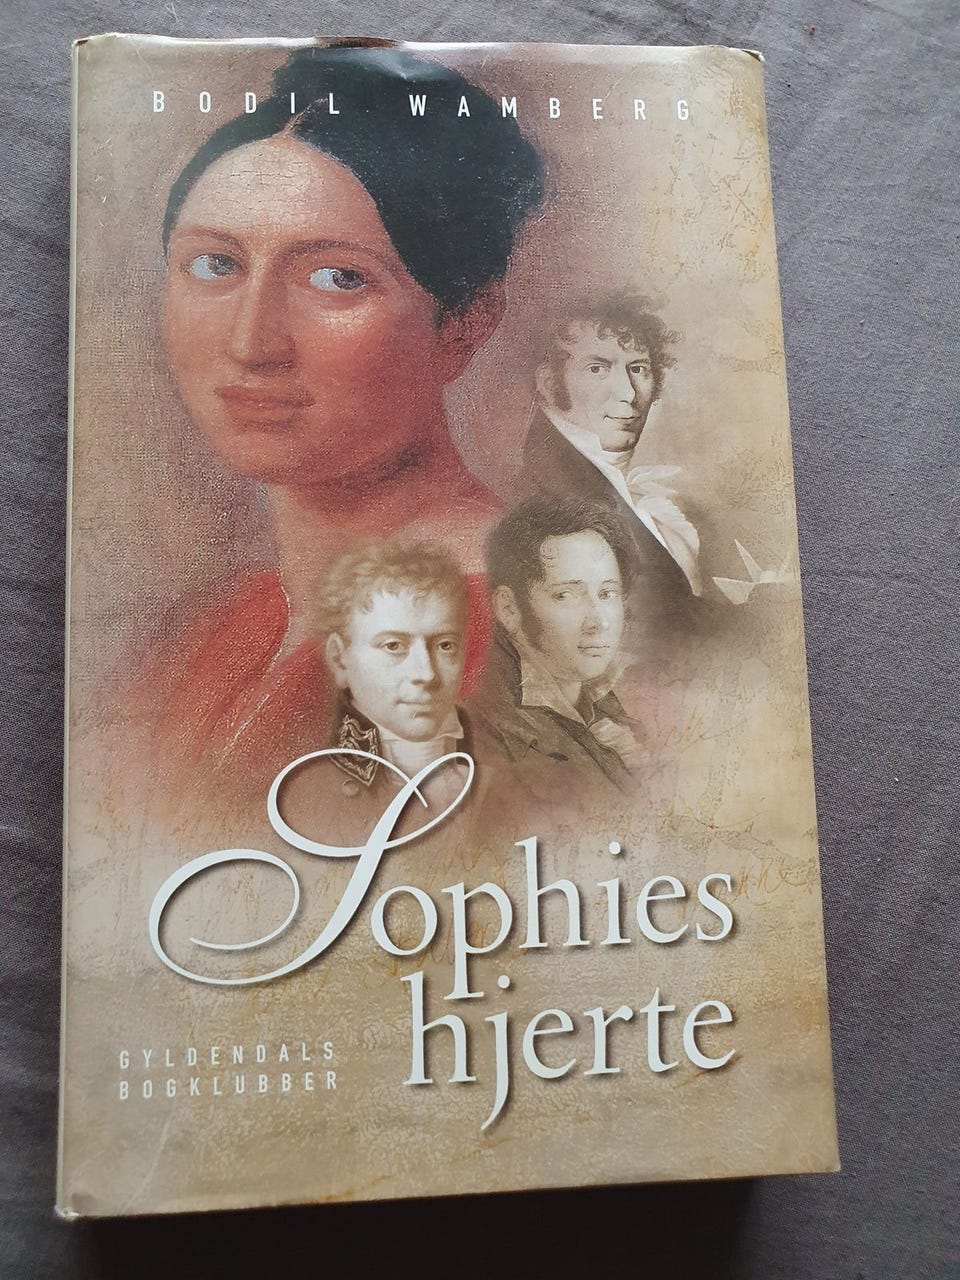 BODIL WAMBERG
Sophies
hjerte
GYLDENDALS
BOGKLUBBER